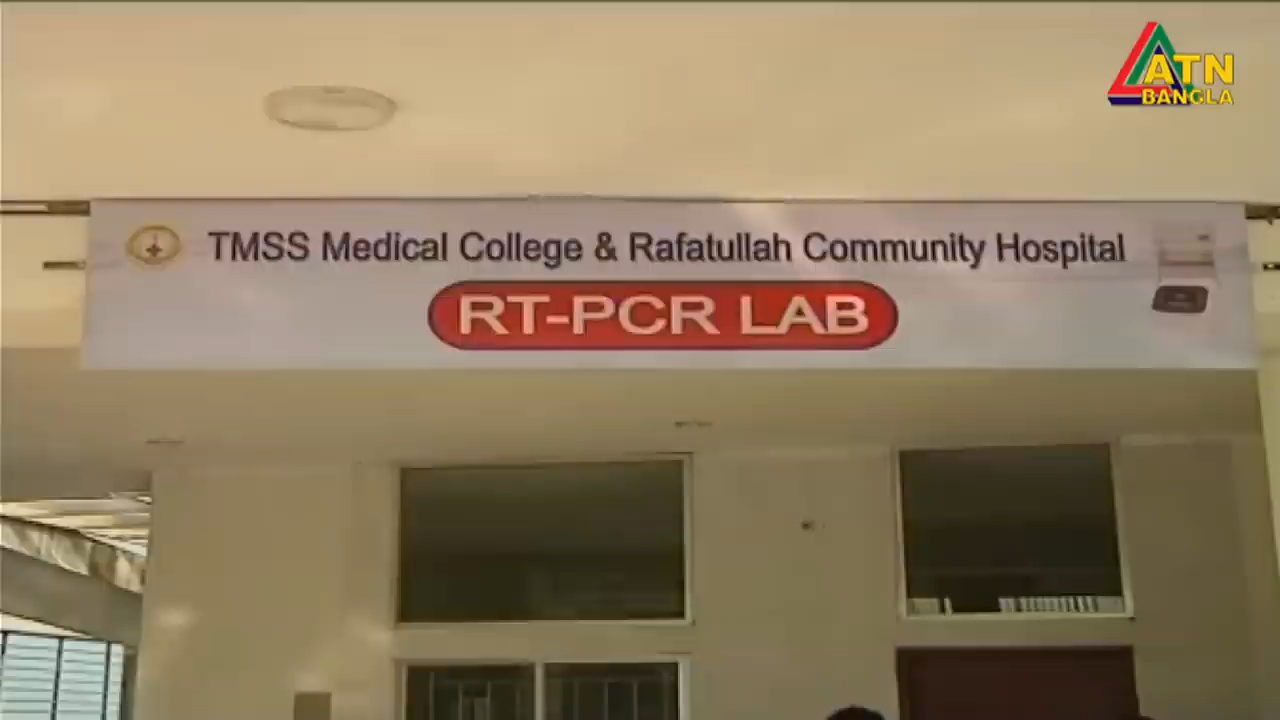 ATN
BANGLA
TMSS Medical College & Rafatullah Community Hospital
RT-PCR LAB